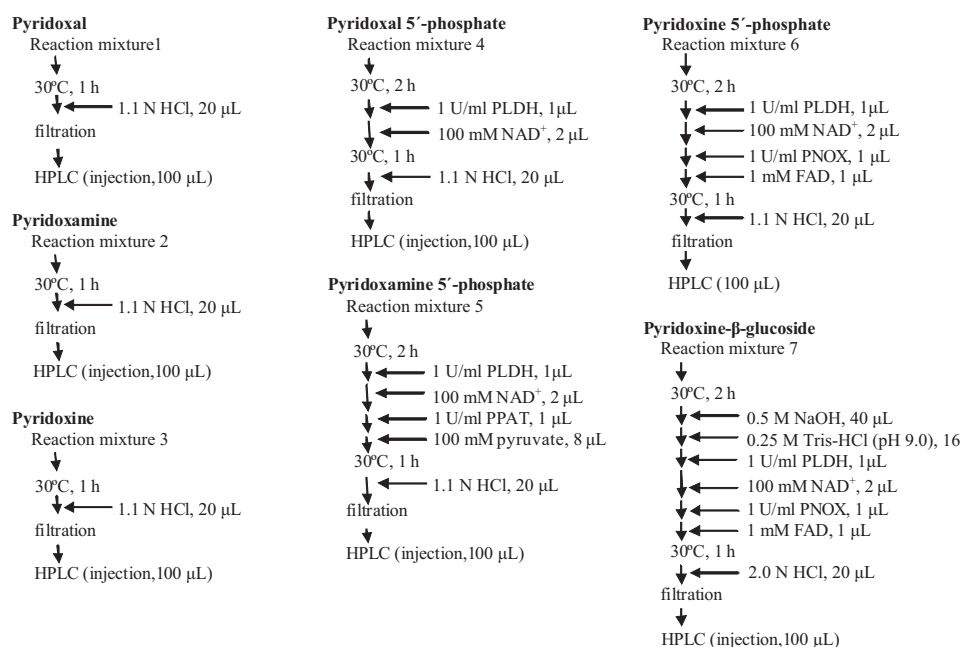 Pyridoxal
Reaction mixture1
30ºC, 1 h
1.1 N HCl, 20 µL
filtration
HPLC (injection,100 µL)
Pyridoxamine
Reaction mixture 2
30ºC, 1 h
1.1 N HCl, 20 µL
filtration
HPLC (injection,100 µL)
Pyridoxine
Reaction mixture 3
30ºC, 1 h
1.1 N HCl, 20 µL
filtration
HPLC (injection,100 µL)
Pyridoxal 5´-phosphate
Reaction mixture 4
30ºC, 2 h
1 U/ml PLDH, 1µL
100 mM NAD⁺, 2 µL
30ºC, 1 h
1.1 N HCl, 20 µL
filtration
HPLC (injection,100 µL)
Pyridoxamine 5´-phosphate
Reaction mixture 5
30ºC, 2 h
1 U/ml PLDH, 1µL
100 mM NAD⁺, 2 µL
1 U/ml PPAT, 1 µL
100 mM pyruvate, 8 µL
30ºC, 1 h
1.1 N HCl, 20 µL
filtration
HPLC (injection,100 µL)
Pyridoxine 5´-phosphate
Reaction mixture 6
30ºC, 2 h
1 U/ml PLDH, 1µL
100 mM NAD⁺, 2 µL
1 U/ml PNOX, 1 µL
1 mM FAD, 1 µL
30ºC, 1 h
1.1 N HCl, 20 µL
filtration
HPLC (100 µL)
Pyridoxine-β-glucoside
Reaction mixture 7
30ºC, 2 h
0.5 M NaOH, 40 µL
0.25 M Tris-HCl (pH 9.0), 16
1 U/ml PLDH, 1µL
100 mM NAD⁺, 2 µL
1 U/ml PNOX, 1 µL
1 mM FAD, 1 µL
30ºC, 1 h
2.0 N HCl, 20 µL
filtration
HPLC (injection,100 µL)